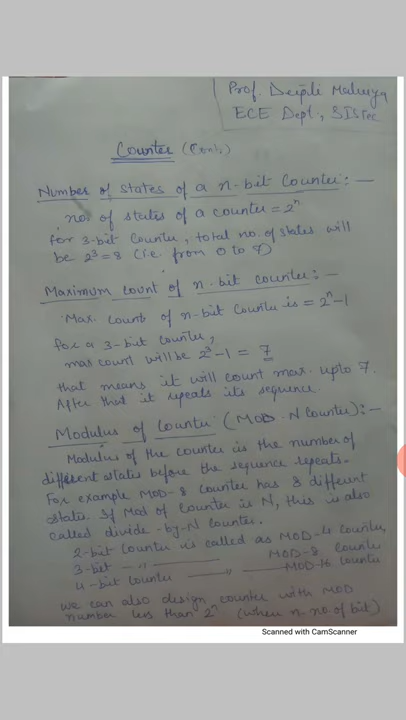 Prof. Deipli Malviya
ECE Dept, SISTec
Counter (Cont.)
Number of states of a n-bit Counter:-
no. of states of a counter = 2ⁿ
for 3-bit Counter, total no. of states will
be 2³=8 (i.e. from 0 to 7)
Maximum count of n-bit counter:-
Max. count of n-bit Counter is = 2ⁿ-1
for a 3-bit counter,
max count will be 2³-1 = 7
that means it will count max. upto 7.
After that it repeats its sequence.
Modulus of Counter (MOD-N Counter):-
Modulus of the counter is the number of
different states before the sequence repeats.
For example MOD-8 Counter has 8 different
states. If Mod of Counter is N, this is also
called divide-by-N Counter.
2-bit Counter is called as MOD-4 Counter,
3-bit —"— MOD-8 Counter
4-bit Counter —"— MOD-16 Counter
we can also design counter with MOD
number less than 2ⁿ (when n- no of bit)
Scanned with CamScanner